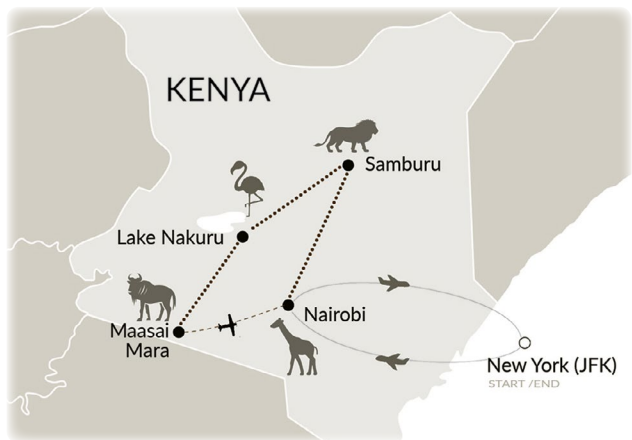 KENYA
Samburu
Lake Nakuru
Nairobi
Maasai
Mara
New York (JFK)
START /END